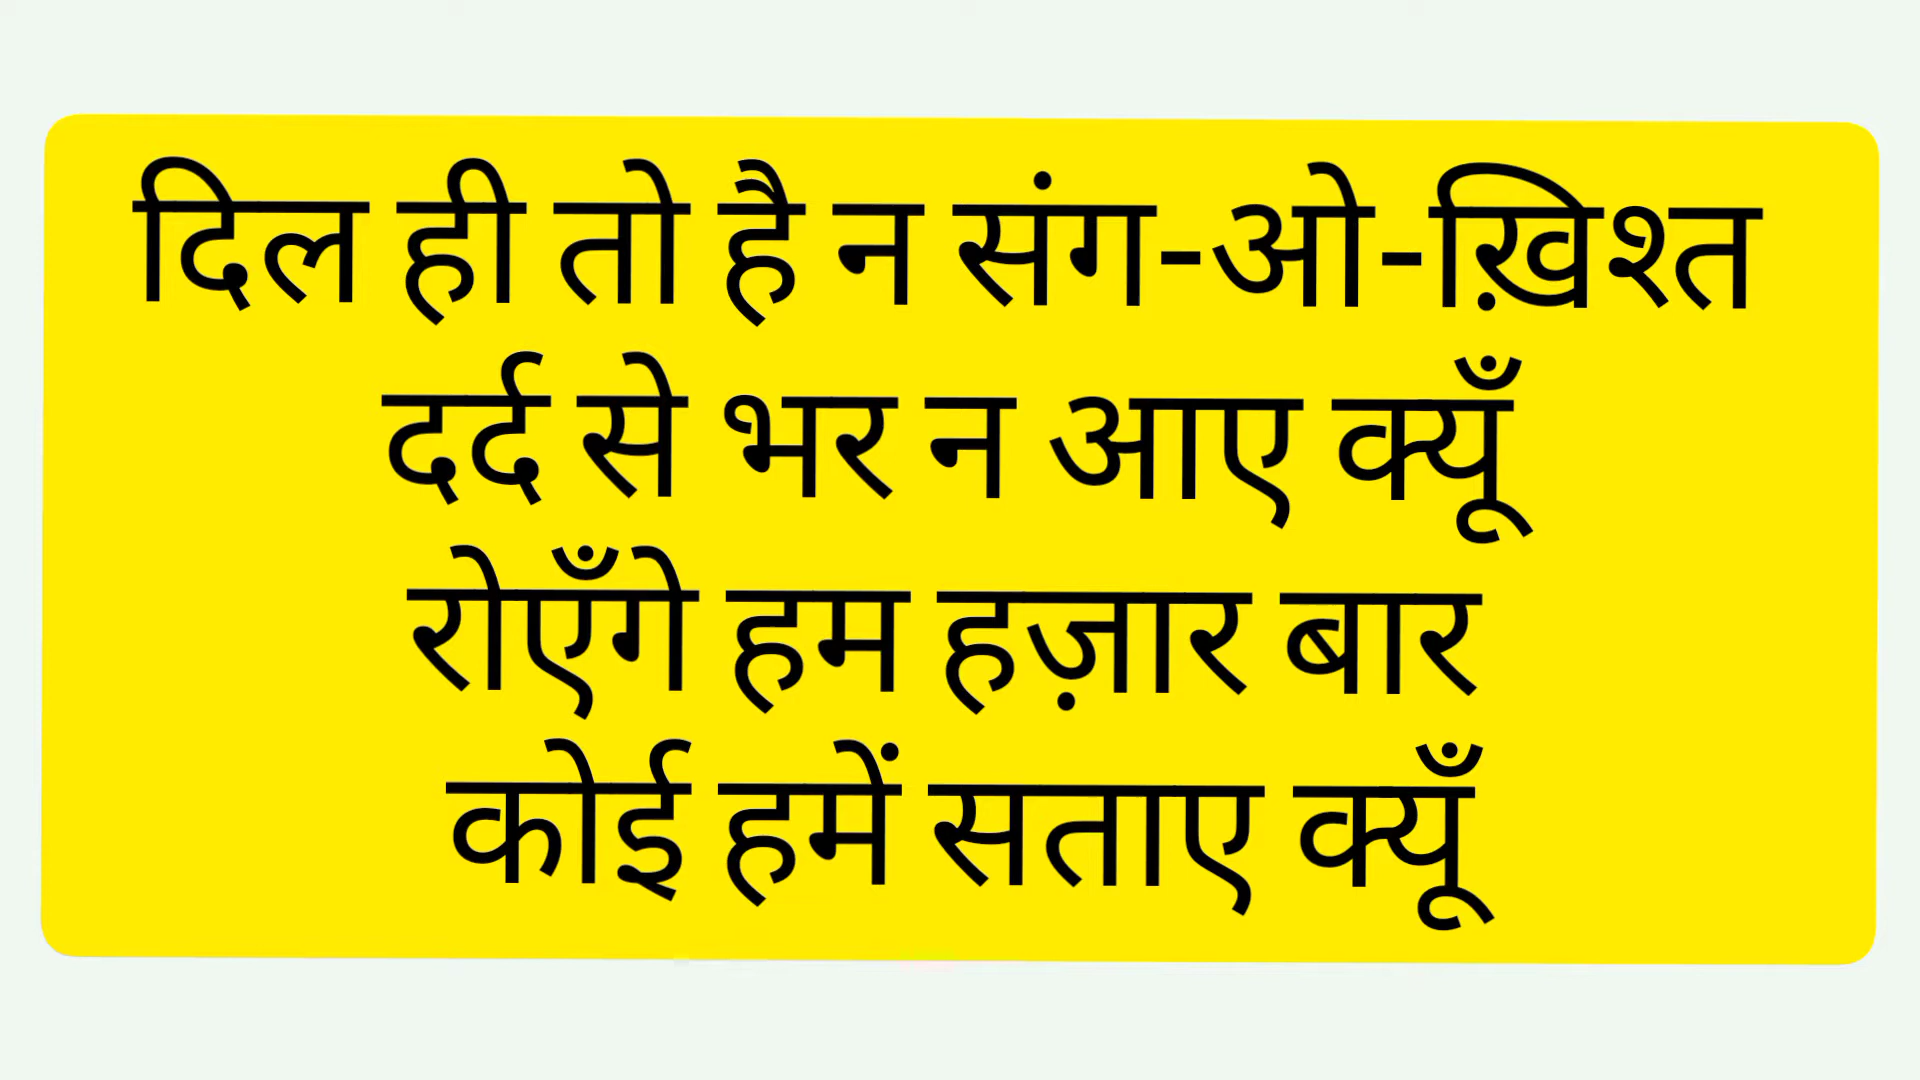 दिल ही तो है न संग-ओ-ख़िश्त
दर्द से भर न आए क्यूँ
रोएँगे हम हज़ार बार
कोई हमें सताए क्यूँ